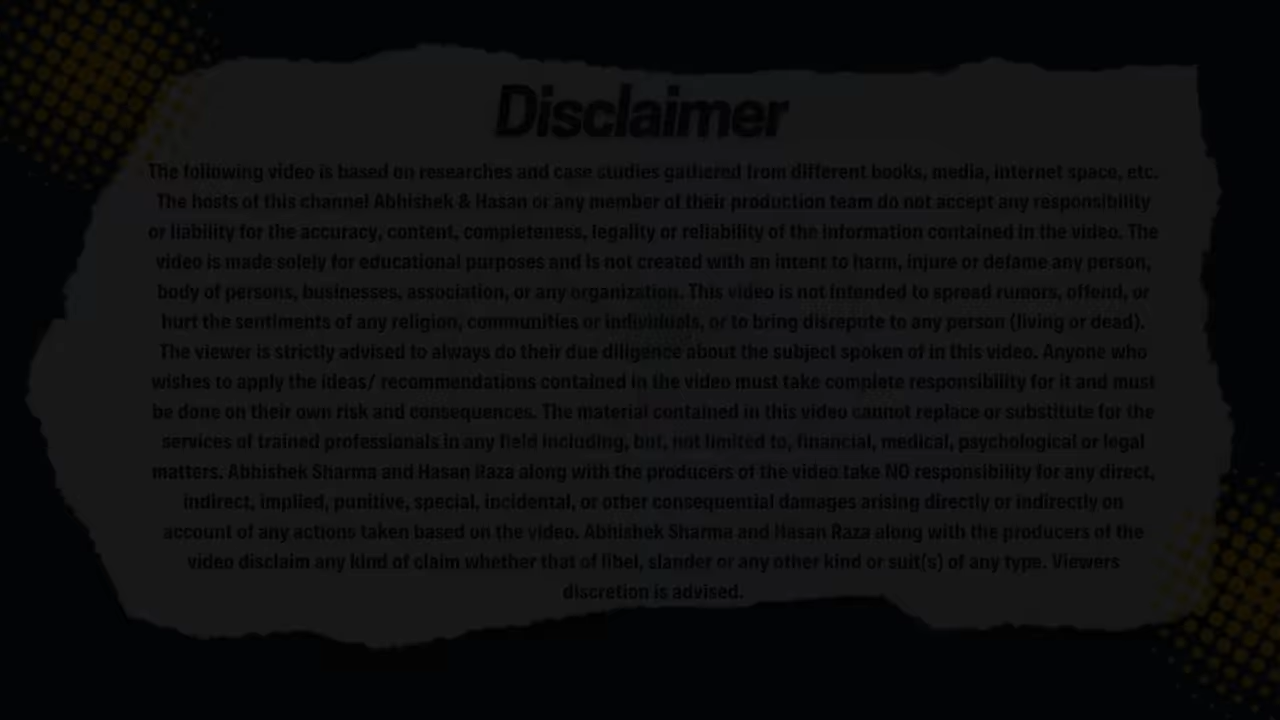 Disclaimer
The following video is based on researches and case studies gathered from different books, media, internet space, etc.
The hosts of this channel Abhishek & Hasan or any member of their production team do not accept any responsibility
or liability for the accuracy, content, completeness, legality or reliability of the information contained in the video. The
video is made solely for educational purposes and is not created with an intent to harm, injure or defame any person,
body of persons, businesses, association, or any organization. This video is not intended to spread rumors, offend, or
hurt the sentiments of any religion, communities or individuals, or to bring disrepute to any person (living or dead).
The viewer is strictly advised to always do their due diligence about the subject spoken of in this video. Anyone who
wishes to apply the ideas/ recommendations contained in the video must take complete responsibility for it and must
be done on their own risk and consequences. The material contained in this video cannot replace or substitute for the
services of trained professionals in any field including, but, not limited to, financial, medical, psychological or legal
matters. Abhishek Sharma and Hasan Raza along with the producers of the video take NO responsibility for any direct,
indirect, implied, punitive, special, incidental, or other consequential damages arising directly or indirectly on
account of any actions taken based on the video. Abhishek Sharma and Hasan Raza along with the producers of the
video disclaim any kind of claim whether that of libel, slander or any other kind or suit(s) of any type. Viewers
discretion is advised.